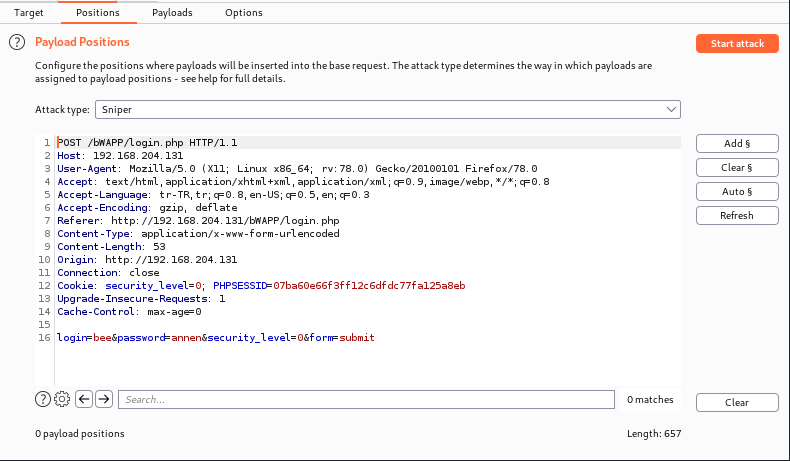 Target Positions Payloads Options
? Payload Positions Start attack
Configure the positions where payloads will be inserted into the base request. The attack type determines the way in which payloads are
assigned to payload positions - see help for full details.
Attack type: Sniper
1 POST /bWAPP/login.php HTTP/1.1 Add §
2 Host: 192.168.204.131
3 User-Agent: Mozilla/5.0 (X11; Linux x86_64; rv:78.0) Gecko/20100101 Firefox/78.0 Clear §
4 Accept: text/html,application/xhtml+xml,application/xml;q=0.9,image/webp,*/*;q=0.8
5 Accept-Language: tr-TR,tr;q=0.8,en-US;q=0.5,en;q=0.3 Auto §
6 Accept-Encoding: gzip, deflate
7 Referer: http://192.168.204.131/bWAPP/login.php Refresh
8 Content-Type: application/x-www-form-urlencoded
9 Content-Length: 53
10 Origin: http://192.168.204.131
11 Connection: close
12 Cookie: security_level=0; PHPSESSID=07ba60e66f3ff12c6dfdc77fa125a8eb
13 Upgrade-Insecure-Requests: 1
14 Cache-Control: max-age=0
15
16 login=bee&password=annen&security_level=0&form=submit
? Search... 0 matches Clear
0 payload positions Length: 657